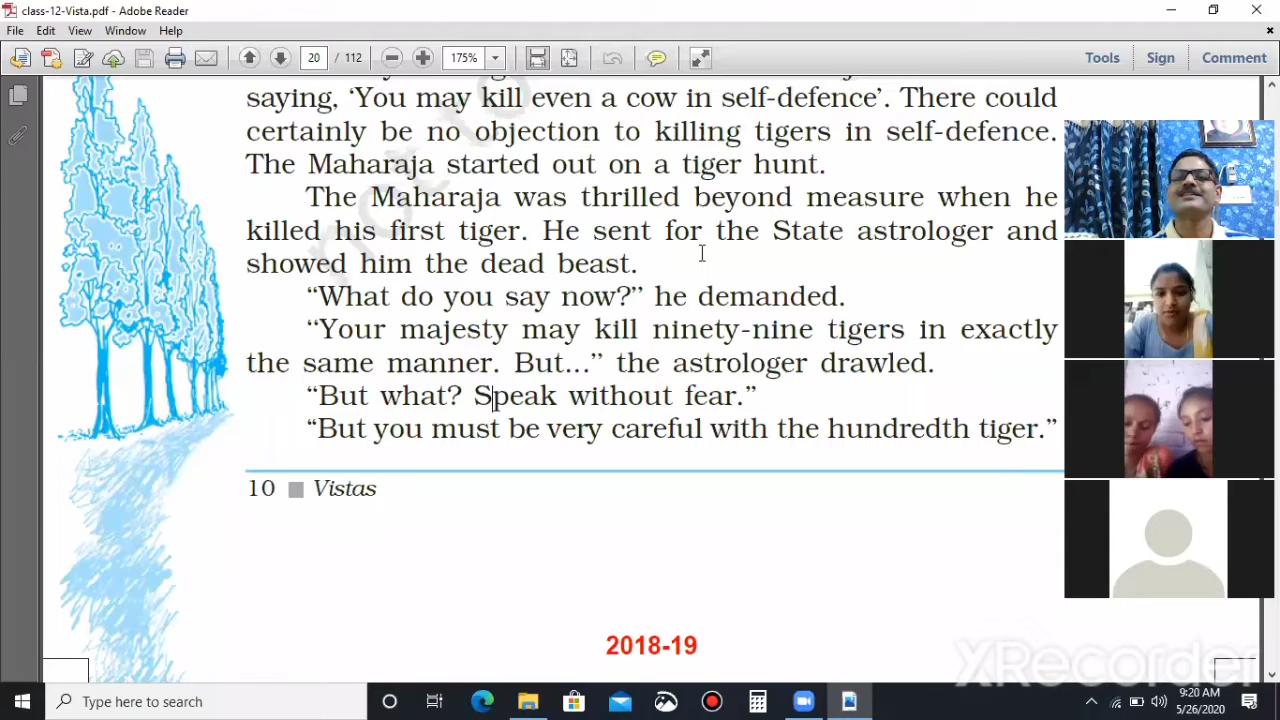 class-12-Vista.pdf - Adobe Reader
File Edit View Window Help
20 / 112 175% Tools Sign Comment
saying, ‘You may kill even a cow in self-defence’. There could
certainly be no objection to killing tigers in self-defence.
The Maharaja started out on a tiger hunt.
The Maharaja was thrilled beyond measure when he
killed his first tiger. He sent for the State astrologer and
showed him the dead beast.
“What do you say now?” he demanded.
“Your majesty may kill ninety-nine tigers in exactly
the same manner. But...” the astrologer drawled.
“But what? Speak without fear.”
“But you must be very careful with the hundredth tiger.”
10 Vistas
2018-19
XRecorder
Type here to search
9:20 AM
5/26/2020